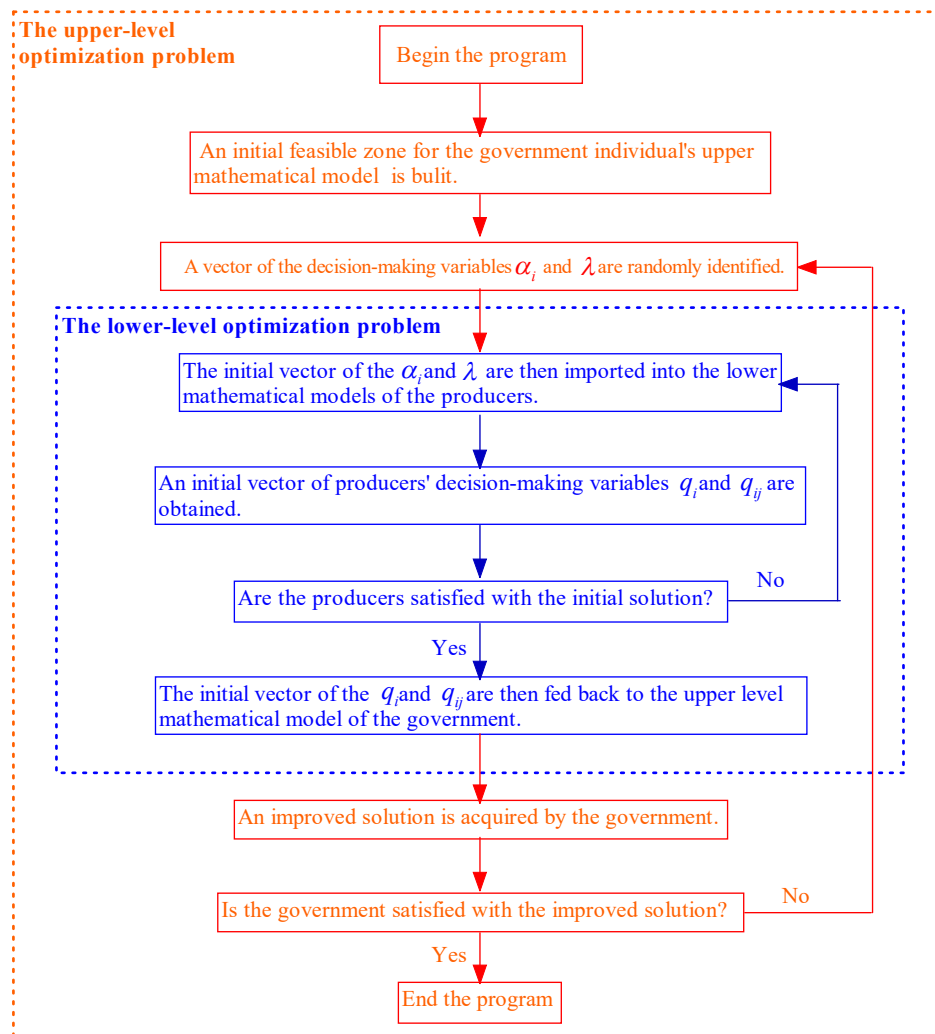 The upper-level
optimization problem
Begin the program
An initial feasible zone for the government individual's upper
mathematical model is bulit.
A vector of the decision-making variables α_i and λ are randomly identified.
The lower-level optimization problem
The initial vector of the α_i and λ are then imported into the lower
mathematical models of the producers.
An initial vector of producers' decision-making variables q_i and q_ij are
obtained.
Are the producers satisfied with the initial solution?
No
Yes
The initial vector of the q_i and q_ij are then fed back to the upper level
mathematical model of the government.
An improved solution is acquired by the government.
Is the government satisfied with the improved solution?
No
Yes
End the program